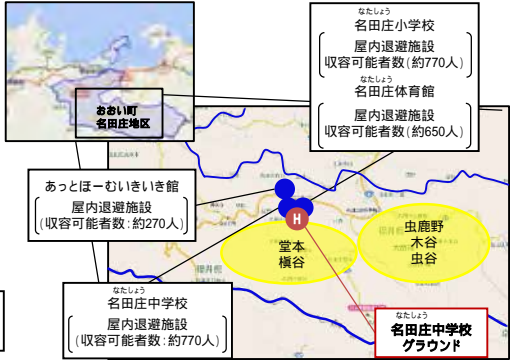 なたしょう
名田庄小学校
屋内退避施設
収容可能者数(約770人)
なたしょう
名田庄体育館
屋内退避施設
収容可能者数(約650人)
おおい町
名田庄地区
あっとほーむいきいき館
屋内退避施設
(収容可能者数:約270人)
H
堂本
槇谷
虫鹿野
木谷
虫谷
なたしょう
名田庄中学校
屋内退避施設
(収容可能者数:約770人)
なたしょう
名田庄中学校
グラウンド